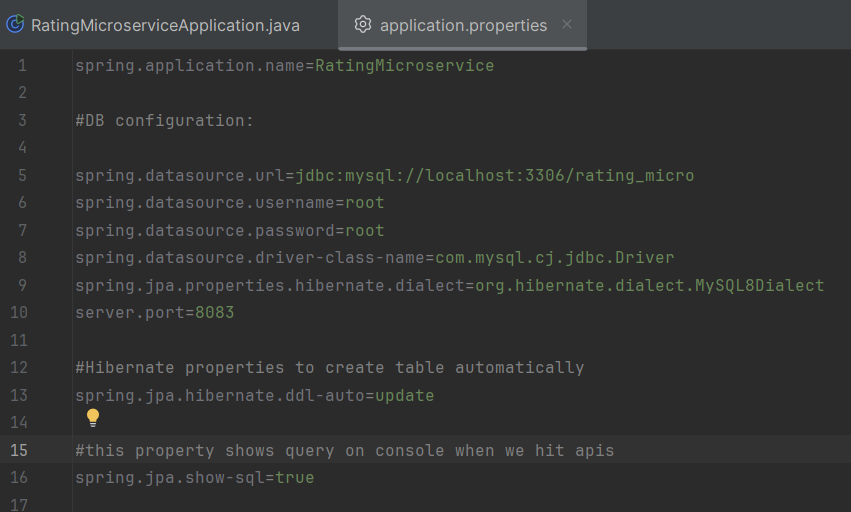 RatingMicroserviceApplication.java
application.properties
1 spring.application.name=RatingMicroservice
2
3 #DB configuration:
4
5 spring.datasource.url=jdbc:mysql://localhost:3306/rating_micro
6 spring.datasource.username=root
7 spring.datasource.password=root
8 spring.datasource.driver-class-name=com.mysql.cj.jdbc.Driver
9 spring.jpa.properties.hibernate.dialect=org.hibernate.dialect.MySQL8Dialect
10 server.port=8083
11
12 #Hibernate properties to create table automatically
13 spring.jpa.hibernate.ddl-auto=update
14
15 #this property shows query on console when we hit apis
16 spring.jpa.show-sql=true
17